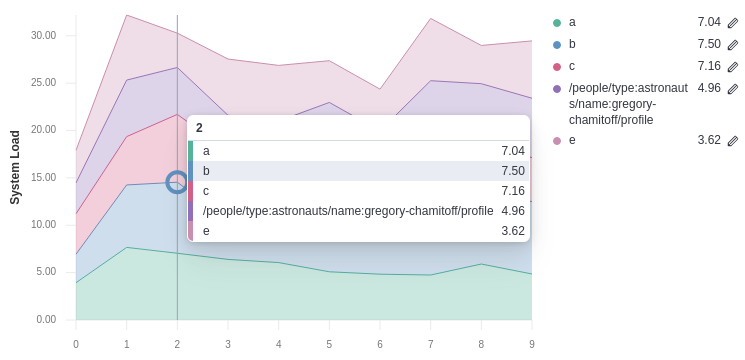 System Load
30.00
25.00
20.00
15.00
10.00
5.00
0.00
0 1 2 3 4 5 6 7 8 9
2
a 7.04
b 7.50
c 7.16
/people/type:astronauts/name:gregory-chamitoff/profile 4.96
e 3.62
a 7.04
b 7.50
c 7.16
/people/type:astronaut 4.96
s/name:gregory-
chamitoff/profile
e 3.62